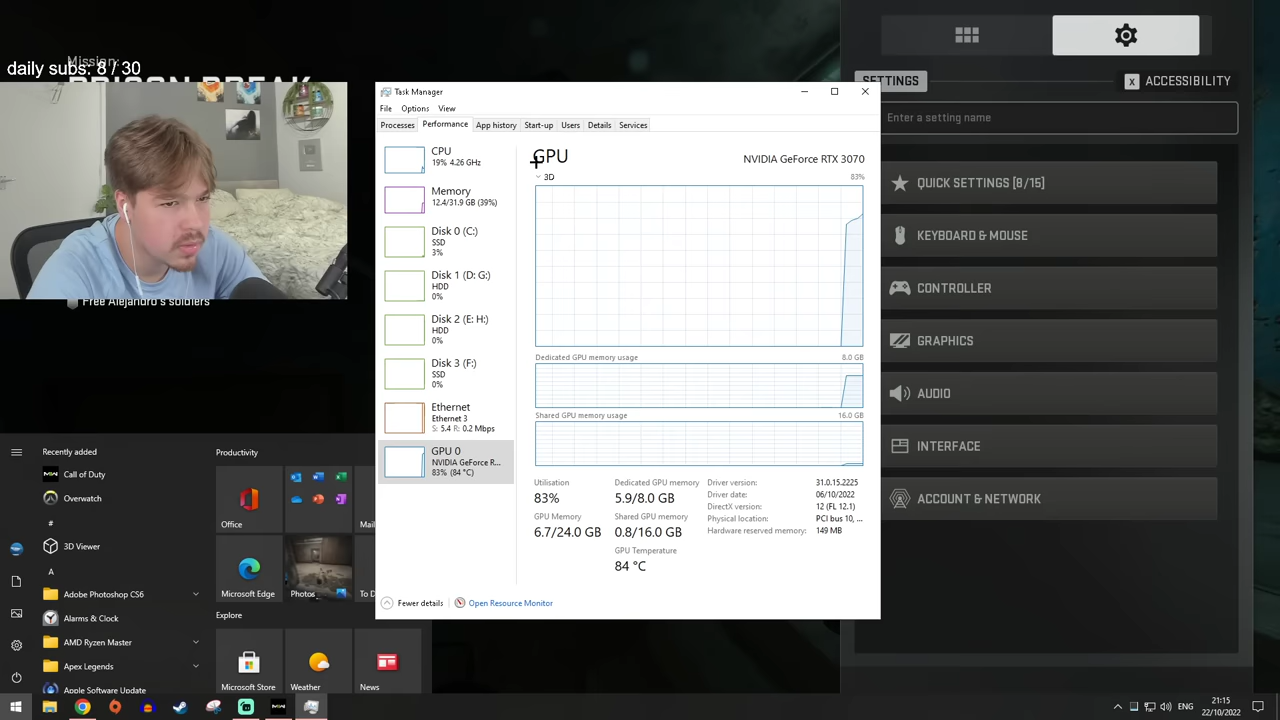 Mission:
daily subs: 8 / 30
PRISON BREAK
Free Alejandro's soldiers
Task Manager
File Options View
Processes Performance App history Start-up Users Details Services
CPU
19% 4.26 GHz
Memory
12.4/31.9 GB (39%)
Disk 0 (C:)
SSD
3%
Disk 1 (D: G:)
HDD
0%
Disk 2 (E: H:)
HDD
0%
Disk 3 (F:)
SSD
0%
Ethernet
Ethernet 3
S: 5.4 R: 0.2 Mbps
GPU 0
NVIDIA GeForce R...
83% (84 °C)
GPU NVIDIA GeForce RTX 3070
3D 83%
Dedicated GPU memory usage 8.0 GB
Shared GPU memory usage 16.0 GB
Utilisation
83%
GPU Memory
6.7/24.0 GB
Dedicated GPU memory
5.9/8.0 GB
Shared GPU memory
0.8/16.0 GB
GPU Temperature
84 °C
Driver version: 31.0.15.2225
Driver date: 06/10/2022
DirectX version: 12 (FL 12.1)
Physical location: PCI bus 10, ...
Hardware reserved memory: 149 MB
Fewer details Open Resource Monitor
SETTINGS X ACCESSIBILITY
Enter a setting name
QUICK SETTINGS [8/15]
KEYBOARD & MOUSE
CONTROLLER
GRAPHICS
AUDIO
INTERFACE
ACCOUNT & NETWORK
Recently added
Call of Duty
Overwatch
#
3D Viewer
A
Adobe Photoshop CS6
Alarms & Clock
AMD Ryzen Master
Apex Legends
Apple Software Update
Productivity
Office
Mail
Microsoft Edge
Photos
To D
Explore
Microsoft Store
Weather
News
ENG
21:15
22/10/2022